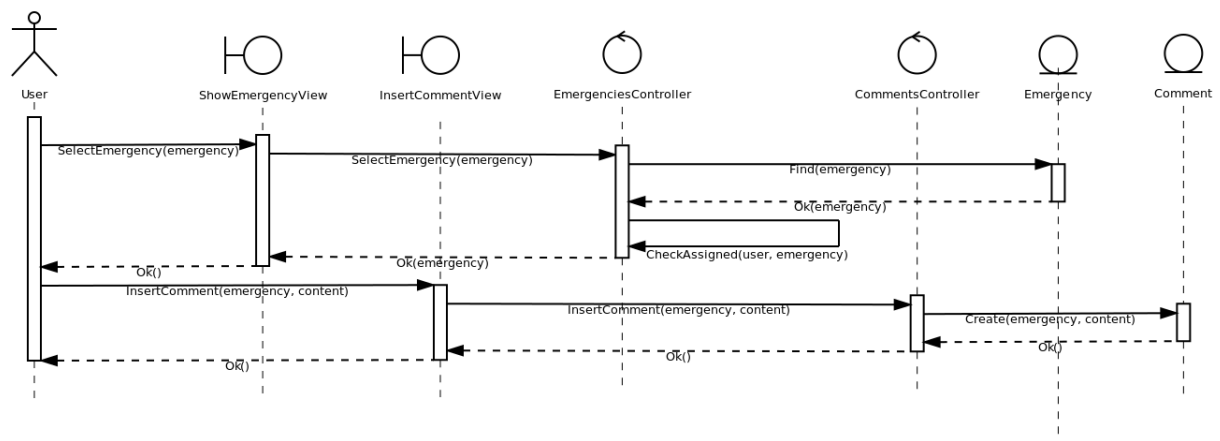 User
ShowEmergencyView
InsertCommentView
EmergenciesController
CommentsController
Emergency
Comment
SelectEmergency(emergency)
SelectEmergency(emergency)
Find(emergency)
Ok(emergency)
CheckAssigned(user, emergency)
Ok(emergency)
Ok()
InsertComment(emergency, content)
InsertComment(emergency, content)
Create(emergency, content)
Ok()
Ok()
Ok()